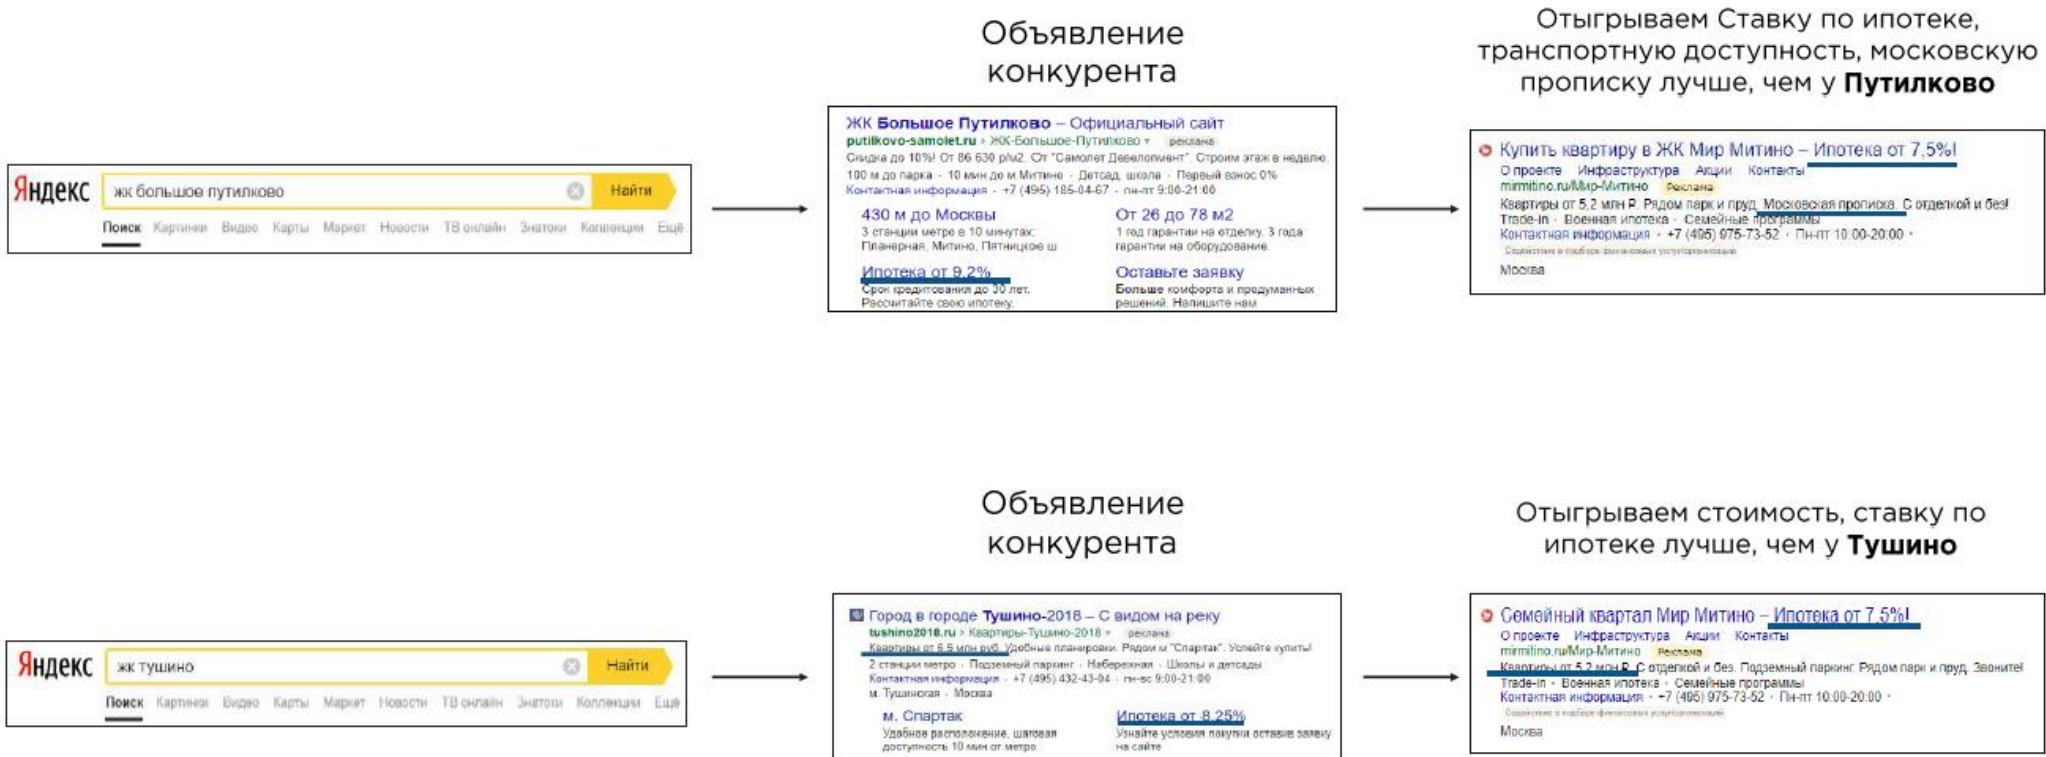 Объявление
конкурента
Отыгрываем Ставку по ипотеке,
транспортную доступность, московскую
прописку лучше, чем у Путилково
Яндекс
жк большое путилково
Найти
Поиск Картинки Видео Карты Маркет Новости ТВ онлайн Знатоки Коллекции Ещё
ЖК Большое Путилково – Официальный сайт
putilkovo-samolet.ru › ЖК-Большое-Путилково реклама
Скидка до 10%! От 86 630 р/м2. От "Самолет Девелопмент". Строим этаж в неделю.
100 м до парка · 10 мин до м Митино · Детсад, школа · Первый взнос 0%
Контактная информация · +7 (495) 185-04-67 · пн-пт 9:00-21:00
430 м до Москвы
3 станции метро в 10 минутах:
Планерная, Митино, Пятницкое ш
От 26 до 78 м2
1 год гарантии на отделку, 3 года
гарантии на оборудование.
Ипотека от 9,2%
Срок кредитования до 30 лет.
Рассчитайте свою ипотеку.
Оставьте заявку
Больше комфорта и продуманных
решений. Напишите нам
Купить квартиру в ЖК Мир Митино – Ипотека от 7,5%!
О проекте Инфраструктура Акции Контакты
mirmitino.ru/Мир-Митино Реклама
Квартиры от 5,2 млн ₽. Рядом парк и пруд. Московская прописка. С отделкой и без!
Trade-in · Военная ипотека · Семейные программы
Контактная информация · +7 (495) 975-73-52 · Пн-пт 10:00-20:00 ·
Москва
Объявление
конкурента
Отыгрываем стоимость, ставку по
ипотеке лучше, чем у Тушино
Яндекс
жк тушино
Найти
Поиск Картинки Видео Карты Маркет Новости ТВ онлайн Знатоки Коллекции Ещё
Город в городе Тушино-2018 – С видом на реку
tushino2018.ru › Квартиры-Тушино-2018 реклама
Квартиры от 6,5 млн руб. Удобные планировки. Рядом м "Спартак". Успейте купить!
2 станции метро · Подземный паркинг · Набережная · Школы и детсады
Контактная информация · +7 (495) 432-43-04 · пн-вс 9:00-21:00
м. Тушинская · Москва
м. Спартак
Удобное расположение, шаговая
доступность 10 мин от метро
Ипотека от 8,25%
Узнайте условия покупки оставив заявку
на сайте
Семейный квартал Мир Митино – Ипотека от 7,5%!
О проекте Инфраструктура Акции Контакты
mirmitino.ru/Мир-Митино Реклама
Квартиры от 5,2 млн ₽. С отделкой и без. Подземный паркинг. Рядом парк и пруд. Звоните!
Trade-in · Военная ипотека · Семейные программы
Контактная информация · +7 (495) 975-73-52 · Пн-пт 10:00-20:00 ·
Москва